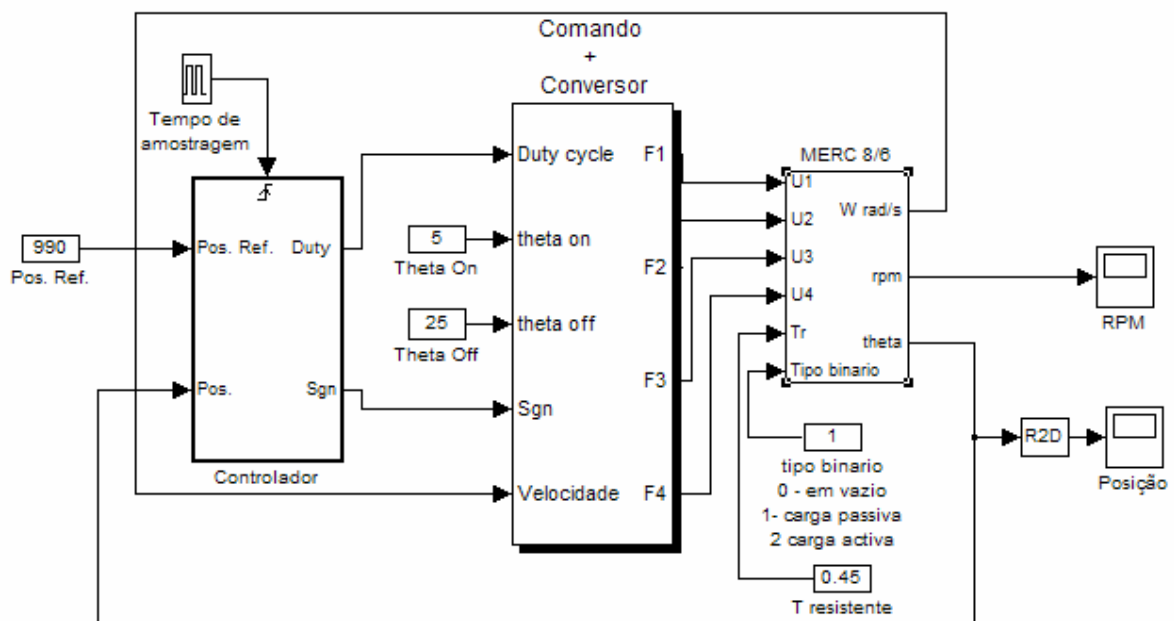 Comando
+
Conversor
Tempo de
amostragem
Duty cycle
F1
MERC 8/6
U1
W rad/s
U2
990
Pos. Ref.
Pos. Ref.
Duty
5
Theta On
theta on
F2
U3
rpm
RPM
U4
25
Theta Off
theta off
Tr
theta
Tipo binario
Pos.
Sgn
Sgn
F3
1
tipo binario
0 - em vazio
1- carga passiva
2 carga activa
R2D
Posição
Controlador
Velocidade
F4
0.45
T resistente